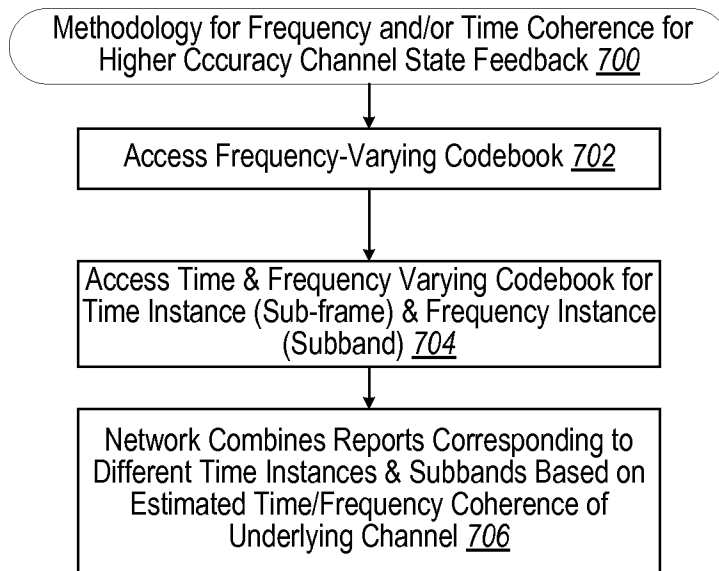 Methodology for Frequency and/or Time Coherence for
Higher Cccuracy Channel State Feedback 700
Access Frequency-Varying Codebook 702
Access Time & Frequency Varying Codebook for
Time Instance (Sub-frame) & Frequency Instance
(Subband) 704
Network Combines Reports Corresponding to
Different Time Instances & Subbands Based on
Estimated Time/Frequency Coherence of
Underlying Channel 706